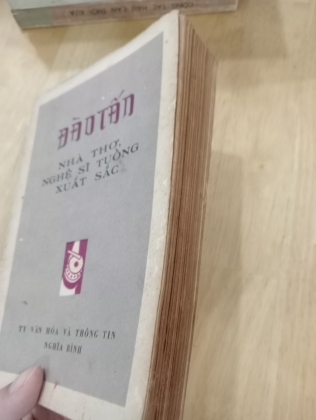 ĐÀO TẤN
NHÀ THƠ,
NGHỆ SĨ TUỒNG
XUẤT SẮC
TY VĂN HÓA VÀ THÔNG TIN
NGHĨA BÌNH